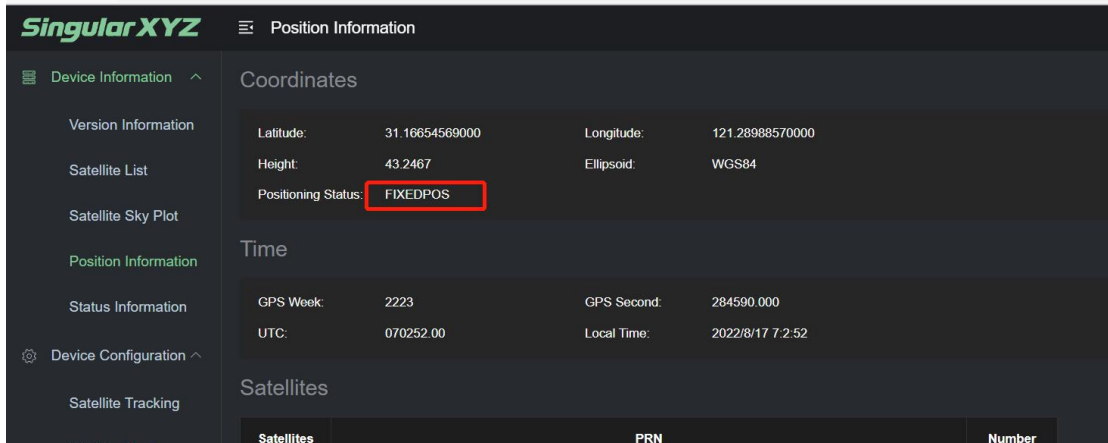 SingularXYZ
Position Information
Device Information
Version Information
Satellite List
Satellite Sky Plot
Position Information
Status Information
Device Configuration
Satellite Tracking
Coordinates
Latitude: 31.16654569000 Longitude: 121.28988570000
Height: 43.2467 Ellipsoid: WGS84
Positioning Status: FIXEDPOS
Time
GPS Week: 2223 GPS Second: 284590.000
UTC: 070252.00 Local Time: 2022/8/17 7:2:52
Satellites
Satellites PRN Number